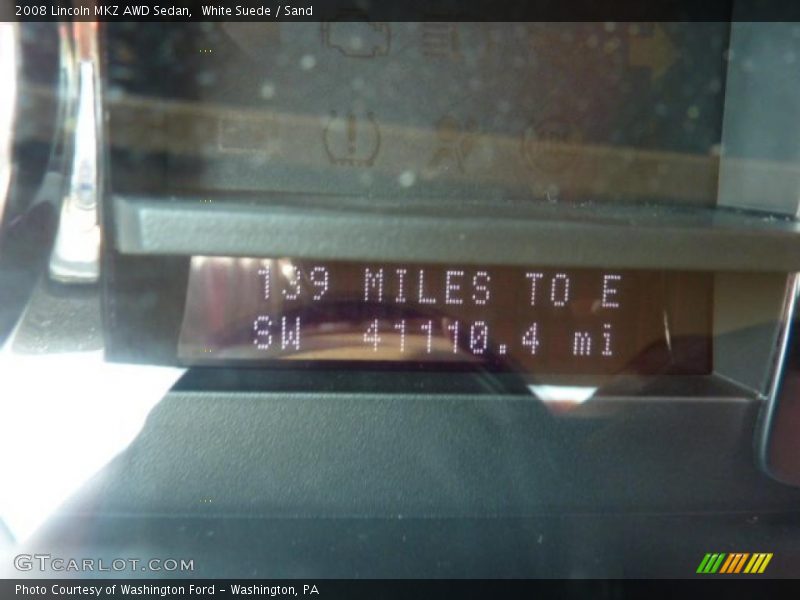 2008 Lincoln MKZ AWD Sedan, White Suede / Sand
139 MILES TO E
SW 41110.4 mi
GTCARLOT.COM
Photo Courtesy of Washington Ford - Washington, PA